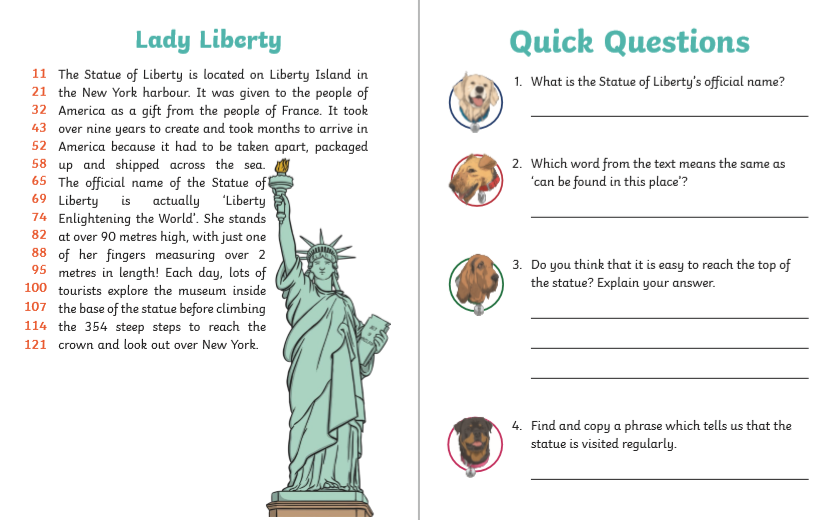 Lady Liberty
11 The Statue of Liberty is located on Liberty Island in
21 the New York harbour. It was given to the people of
32 America as a gift from the people of France. It took
43 over nine years to create and took months to arrive in
52 America because it had to be taken apart, packaged
58 up and shipped across the sea.
65 The official name of the Statue of
69 Liberty is actually ‘Liberty
74 Enlightening the World’. She stands
82 at over 90 metres high, with just one
88 of her fingers measuring over 2
95 metres in length! Each day, lots of
100 tourists explore the museum inside
107 the base of the statue before climbing
114 the 354 steep steps to reach the
121 crown and look out over New York.
Quick Questions
1. What is the Statue of Liberty’s official name?
2. Which word from the text means the same as
‘can be found in this place’?
3. Do you think that it is easy to reach the top of
the statue? Explain your answer.
4. Find and copy a phrase which tells us that the
statue is visited regularly.